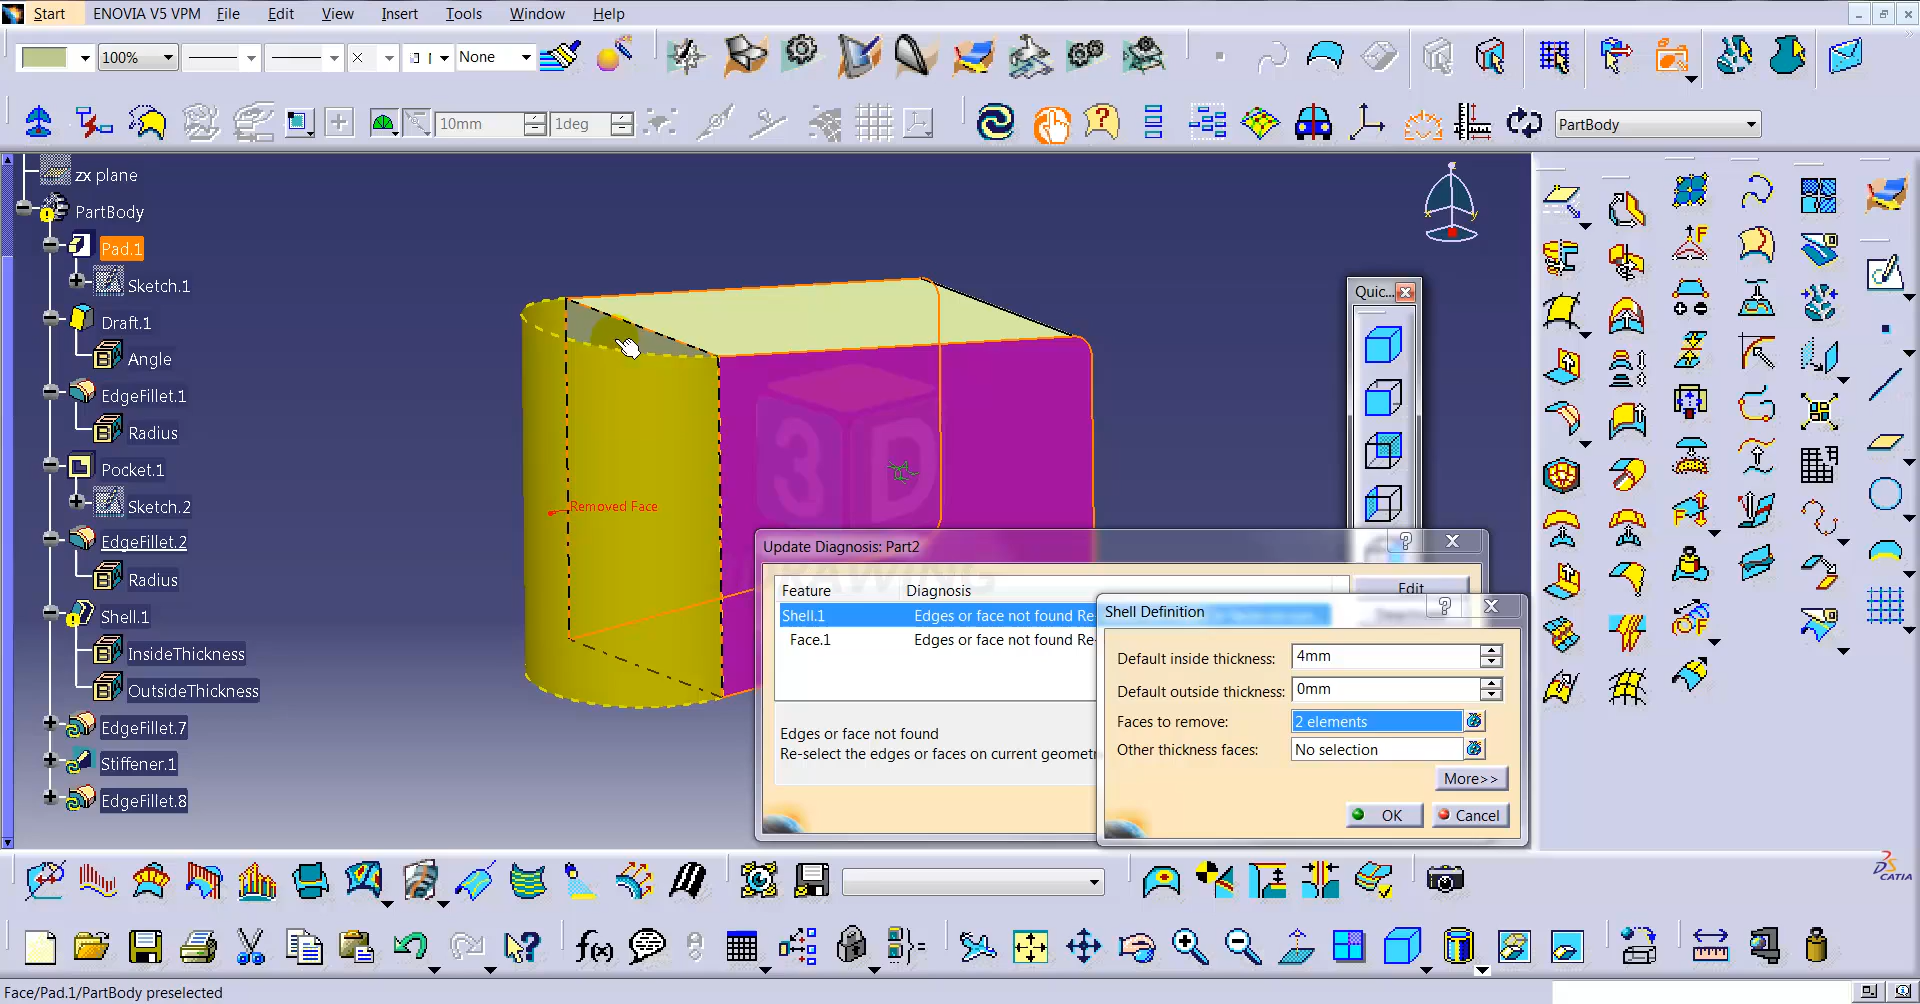 Start ENOVIA V5 VPM File Edit View Insert Tools Window Help
100% None
10mm 1deg PartBody
zx plane
PartBody
Pad.1
Sketch.1
Draft.1
Angle
EdgeFillet.1
Radius
Pocket.1
Sketch.2
EdgeFillet.2
Radius
Shell.1
InsideThickness
OutsideThickness
EdgeFillet.7
Stiffener.1
EdgeFillet.8
Removed Face
3D
Quic...
Update Diagnosis: Part2
Feature Diagnosis
Edit
Shell.1 Edges or face not found Re
Face.1 Edges or face not found Re
Edges or face not found
Re-select the edges or faces on current geomet
Shell Definition
Default inside thickness: 4mm
Default outside thickness: 0mm
Faces to remove: 2 elements
Other thickness faces: No selection
More>>
OK Cancel
CATIA
Face/Pad.1/PartBody preselected